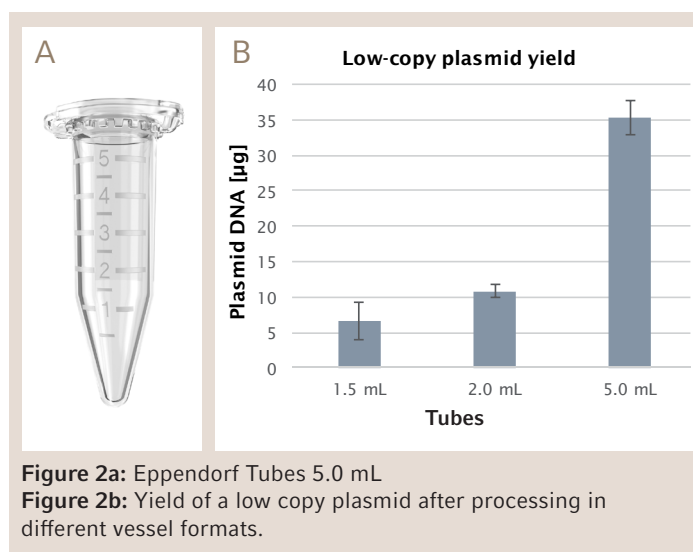 A
5
4
3
2
1
B
Low-copy plasmid yield
Plasmid DNA [µg]
40
35
30
25
20
15
10
5
0
1.5 mL
2.0 mL
5.0 mL
Tubes
Figure 2a: Eppendorf Tubes 5.0 mL
Figure 2b: Yield of a low copy plasmid after processing in
different vessel formats.